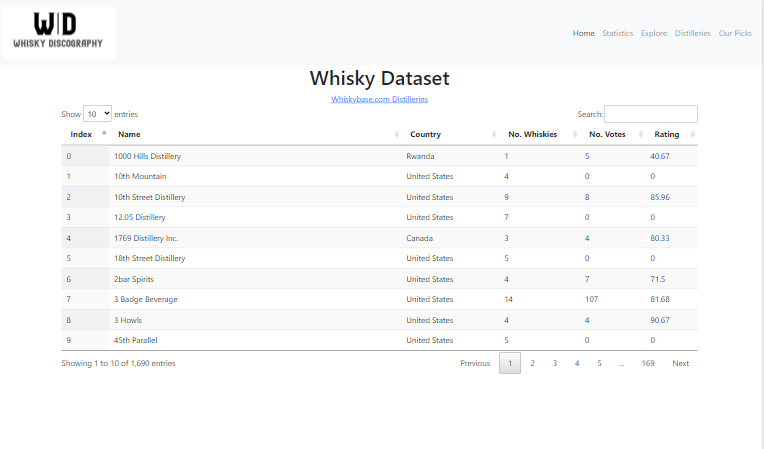 W|D
WHISKY DISCOGRAPHY
Home Statistics Explore Distilleries Our Picks
Whisky Dataset
Whiskybase.com Distilleries
Show 10 entries Search:
Index Name Country No. Whiskies No. Votes Rating
0 1000 Hills Distillery Rwanda 1 5 40.67
1 10th Mountain United States 4 0 0
2 10th Street Distillery United States 9 8 85.96
3 12.05 Distillery United States 7 0 0
4 1769 Distillery Inc. Canada 3 4 80.33
5 18th Street Distillery United States 5 0 0
6 2bar Spirits United States 4 7 71.5
7 3 Badge Beverage United States 14 107 81.68
8 3 Howls United States 4 4 90.67
9 45th Parallel United States 5 0 0
Showing 1 to 10 of 1,690 entries Previous 1 2 3 4 5 ... 169 Next